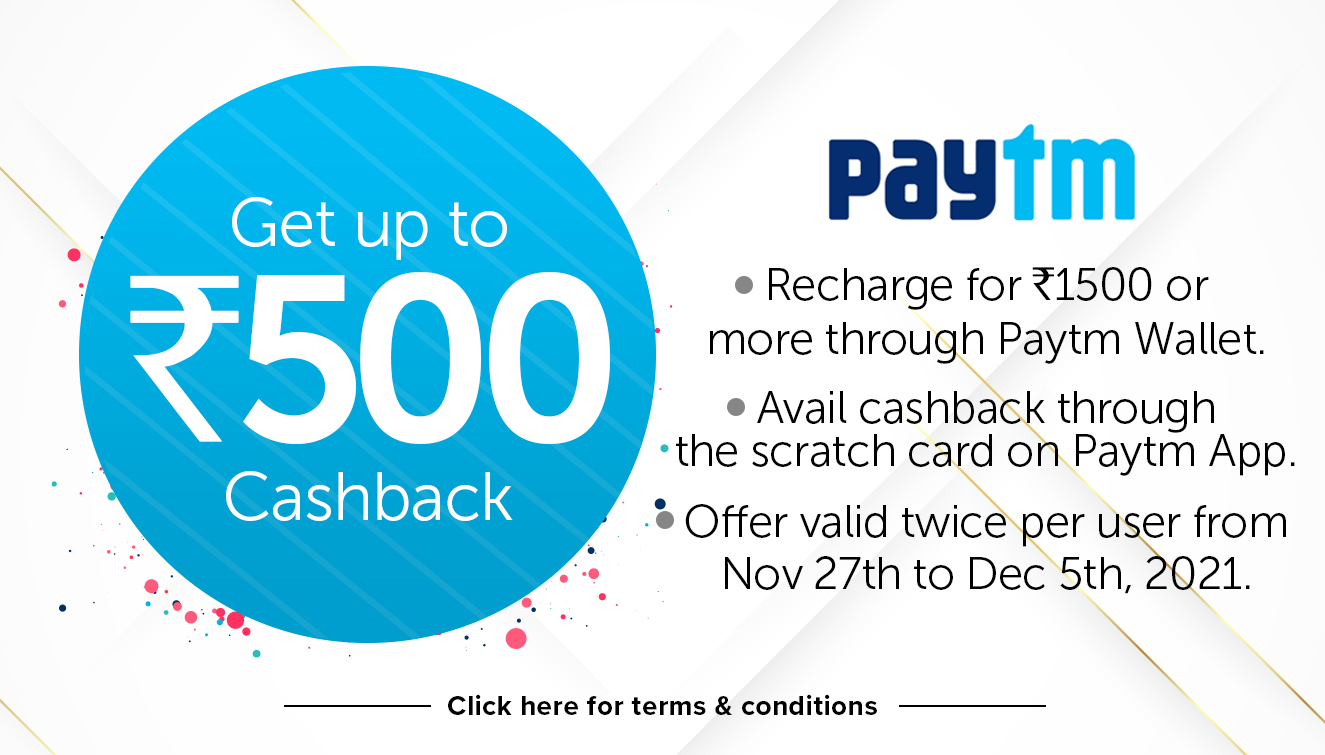 Get up to
₹500
Cashback
paytm
• Recharge for ₹1500 or
more through Paytm Wallet.
• Avail cashback through
the scratch card on Paytm App.
• Offer valid twice per user from
Nov 27th to Dec 5th, 2021.
Click here for terms & conditions